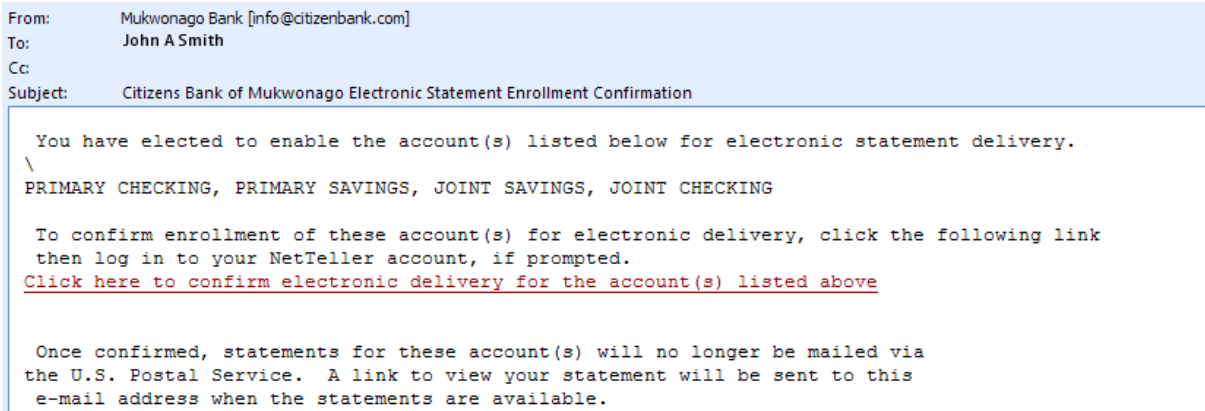 From: Mukwonago Bank [info@citizenbank.com]
To: John A Smith
Cc:
Subject: Citizens Bank of Mukwonago Electronic Statement Enrollment Confirmation
You have elected to enable the account(s) listed below for electronic statement delivery.
\
PRIMARY CHECKING, PRIMARY SAVINGS, JOINT SAVINGS, JOINT CHECKING
To confirm enrollment of these account(s) for electronic delivery, click the following link
then log in to your NetTeller account, if prompted.
Click here to confirm electronic delivery for the account(s) listed above
Once confirmed, statements for these account(s) will no longer be mailed via
the U.S. Postal Service.  A link to view your statement will be sent to this
e-mail address when the statements are available.